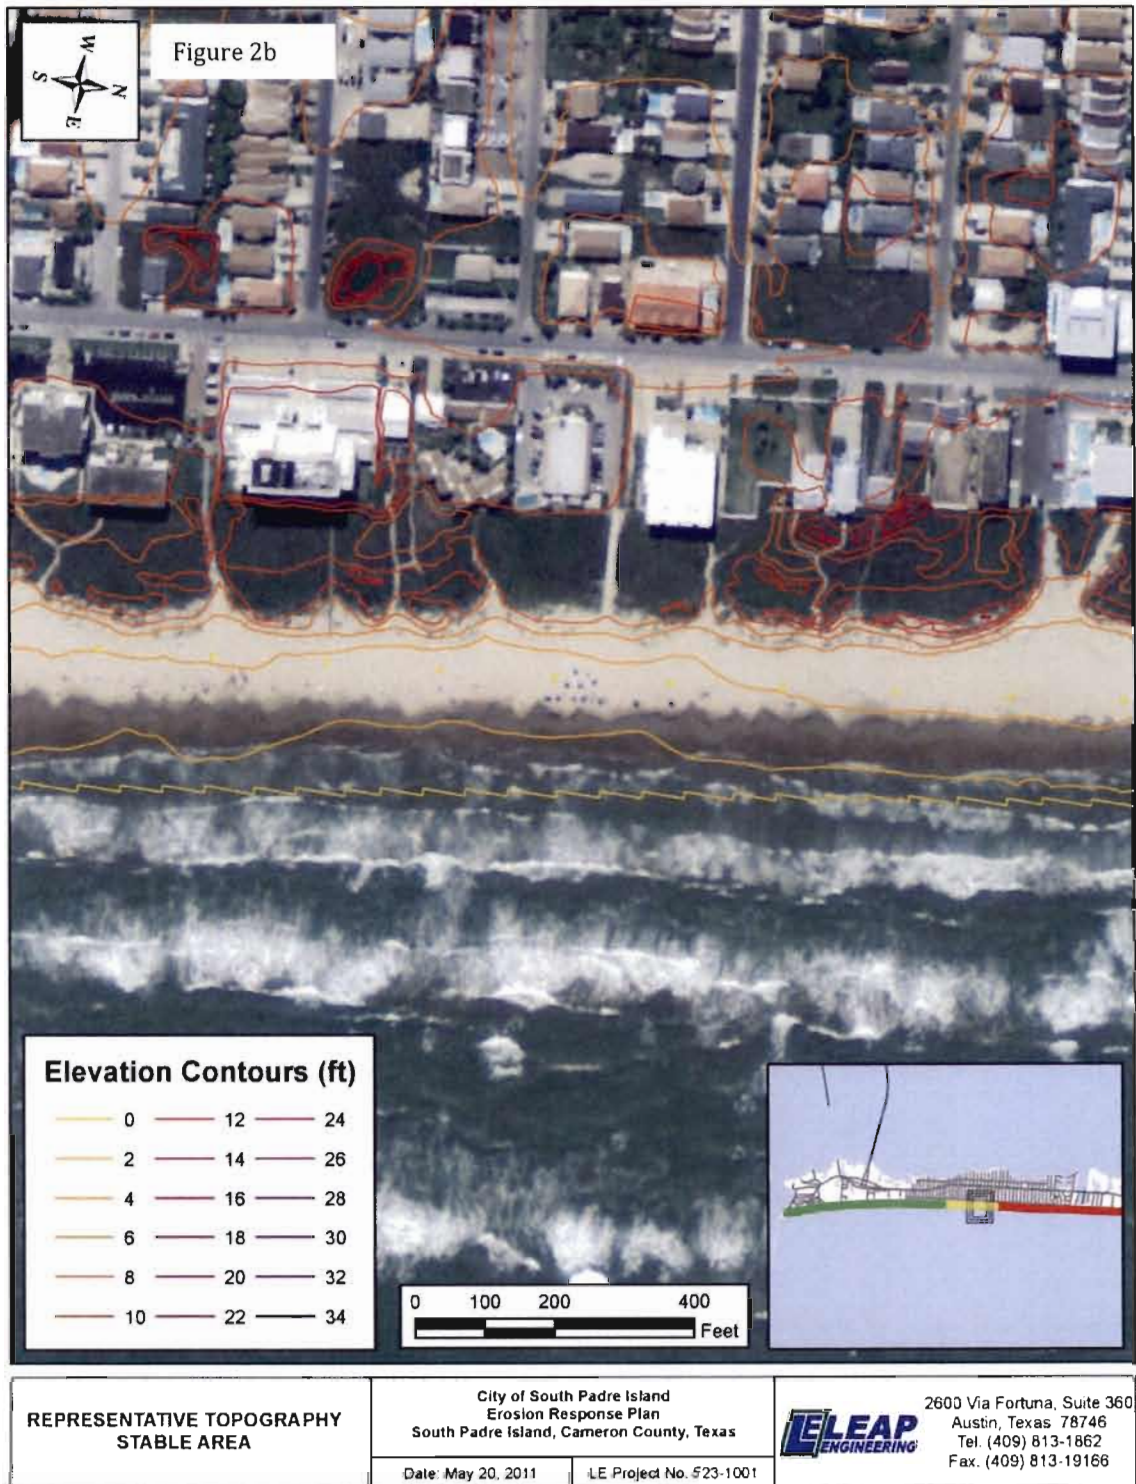 Figure 2b
W
N
S
E
Elevation Contours (ft)
0 12 24
2 14 26
4 16 28
6 18 30
8 20 32
10 22 34
0 100 200 400
Feet
REPRESENTATIVE TOPOGRAPHY
STABLE AREA
City of South Padre Island
Erosion Response Plan
South Padre Island, Cameron County, Texas
Date: May 20, 2011
LE Project No. 523-1001
LE LEAP
ENGINEERING
2600 Via Fortuna, Suite 360
Austin, Texas 78746
Tel. (409) 813-1862
Fax. (409) 813-19166